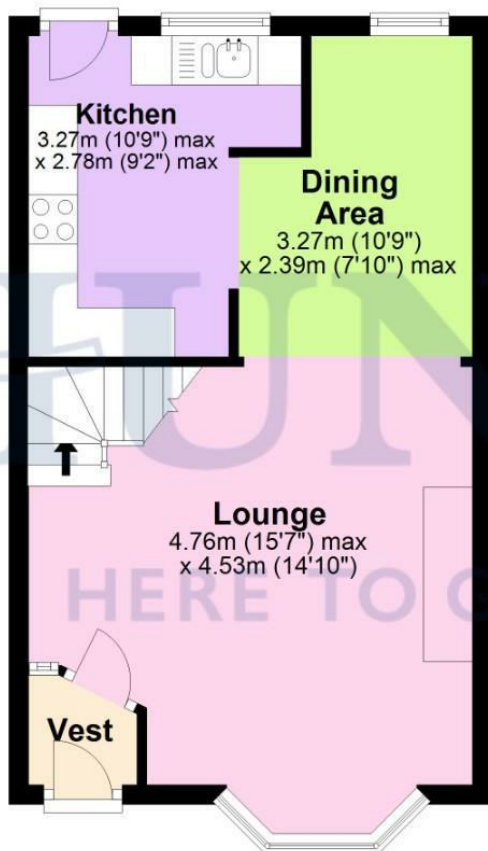 Kitchen
3.27m (10'9") max
x 2.78m (9'2") max
Dining
Area
3.27m (10'9")
x 2.39m (7'10") max
HUN
Lounge
4.76m (15'7") max
x 4.53m (14'10")
HERE TO G
Vest